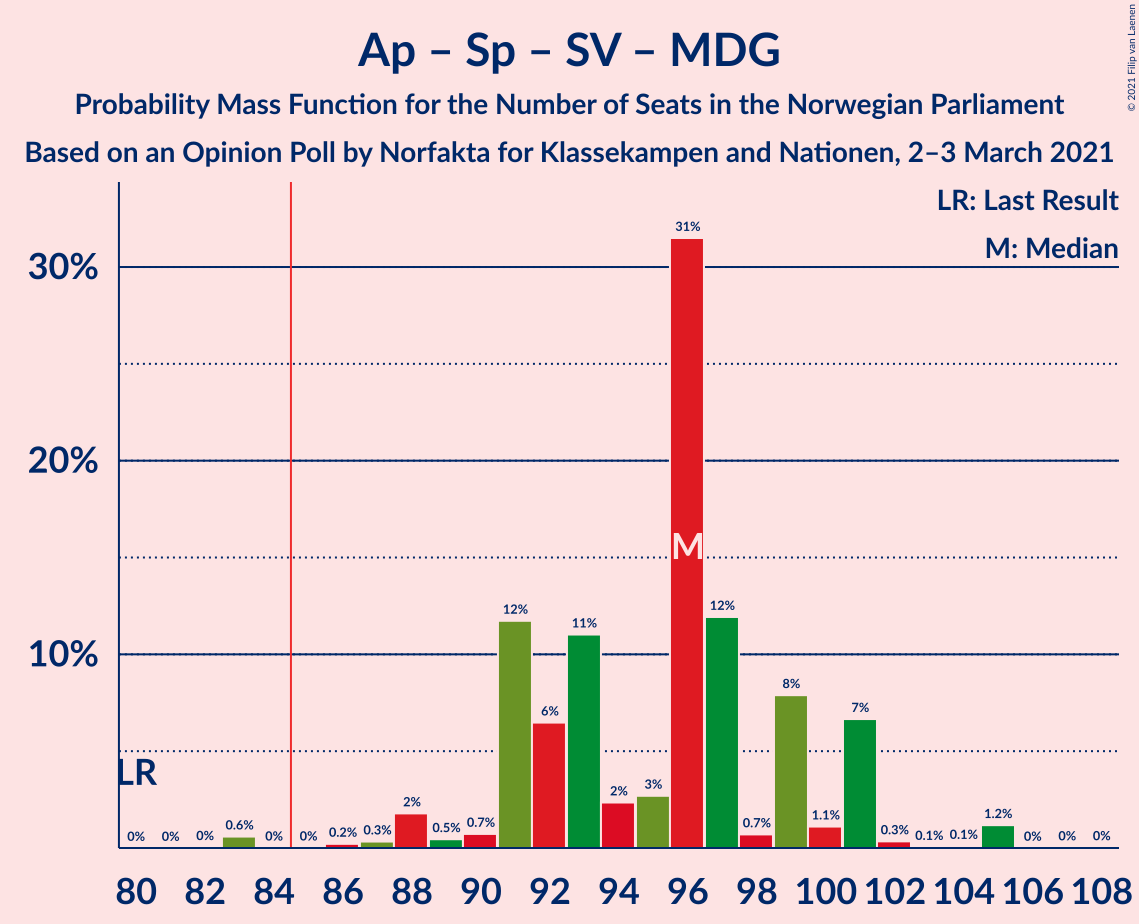 Ap – Sp – SV – MDG
Probability Mass Function for the Number of Seats in the Norwegian Parliament
Based on an Opinion Poll by Norfakta for Klassekampen and Nationen, 2–3 March 2021
© 2021 Filip van Laenen
LR: Last Result
M: Median
30%
20%
10%
LR
M
0% 0% 0% 0.6% 0% 0% 0.2% 0.3% 2% 0.5% 0.7% 12% 6% 11% 2% 3% 31% 12% 0.7% 8% 1.1% 7% 0.3% 0.1% 0.1% 1.2% 0% 0% 0%
80 82 84 86 88 90 92 94 96 98 100 102 104 106 108